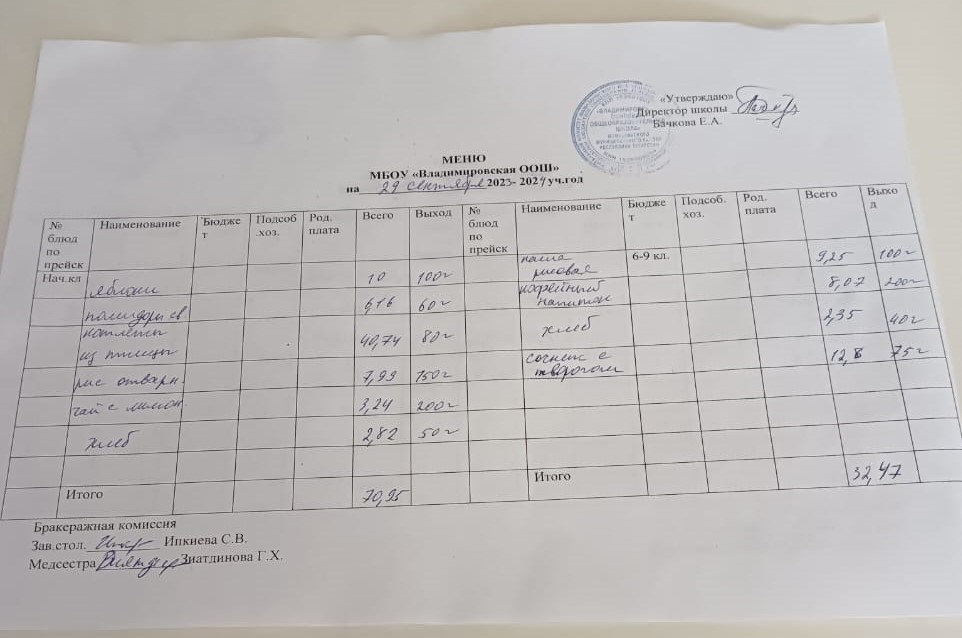 «Утверждаю»
Директор школы
Бачкова Е.А.
МЕНЮ
МБОУ «Владимировская ООШ»
на 29 сентября 2023- 2024 уч.год
№ блюд по прейск Наименование Бюджет Подсоб.хоз. Род. плата Всего Выход № блюд по прейск Наименование Бюджет Подсоб. хоз. Род. плата Всего Выход
Нач.кл яблоки 10 100г каша рисовая 6-9 кл. 9,25 100г
помидоры св 6,16 60г кофейный напиток 8,07 200г
котлеты из птицы 40,74 80г хлеб 2,35 40г
рис отварн. 7,99 150г сочник с творогом 12,8 75г
чай с лимон. 3,24 200г
хлеб 2,82 50г
Итого 70,95 Итого 32,47
Бракеражная комиссия
Зав.стол. Ипкиева С.В.
Медсестра Зиатдинова Г.Х.